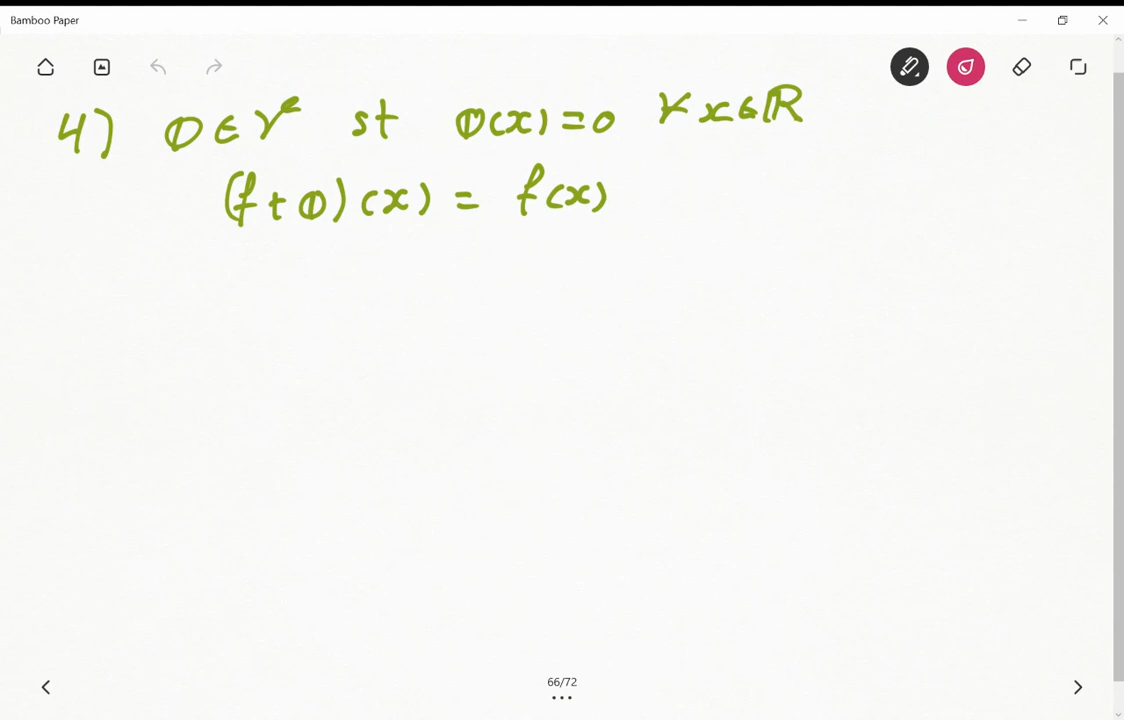 Bamboo Paper
4) 𝟘 ∈ V st 𝟘(x) = 0 ∀ x ∈ ℝ
(f + 𝟘)(x) = f(x)
66/72